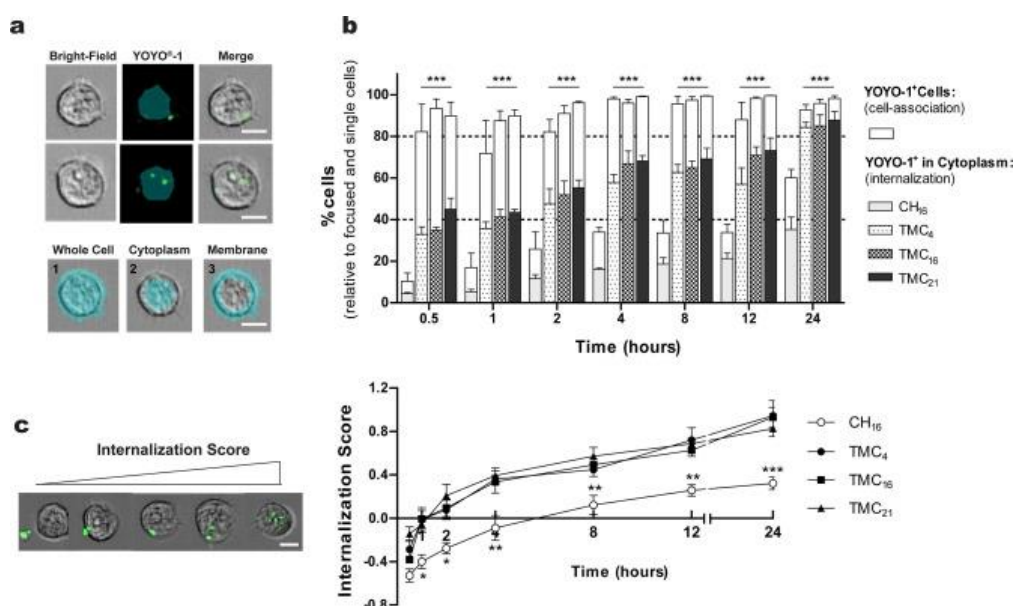 a
Bright-Field YOYO®-1 Merge
Whole Cell Cytoplasm Membrane
1 2 3
b
*** *** *** *** *** *** ***
100
80
60
40
20
0
%cells
(relative to focused and single cells)
0.5 1 2 4 8 12 24
Time (hours)
YOYO-1⁺Cells:
(cell-association)
YOYO-1⁺ in Cytoplasm:
(internalization)
CH₁₆
TMC₄
TMC₁₆
TMC₂₁
c
Internalization Score
Internalization Score
1.2
0.8
0.4
0.0
-0.4
-0.8
1 2 8 12 24
* * ** ** ** ***
Time (hours)
CH₁₆
TMC₄
TMC₁₆
TMC₂₁